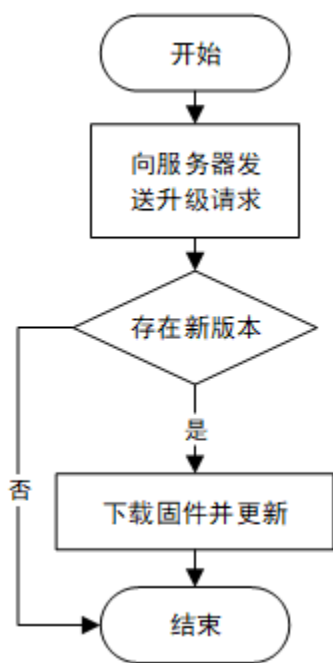 开始
向服务器发
送升级请求
存在新版本
是
否
下载固件并更新
结束